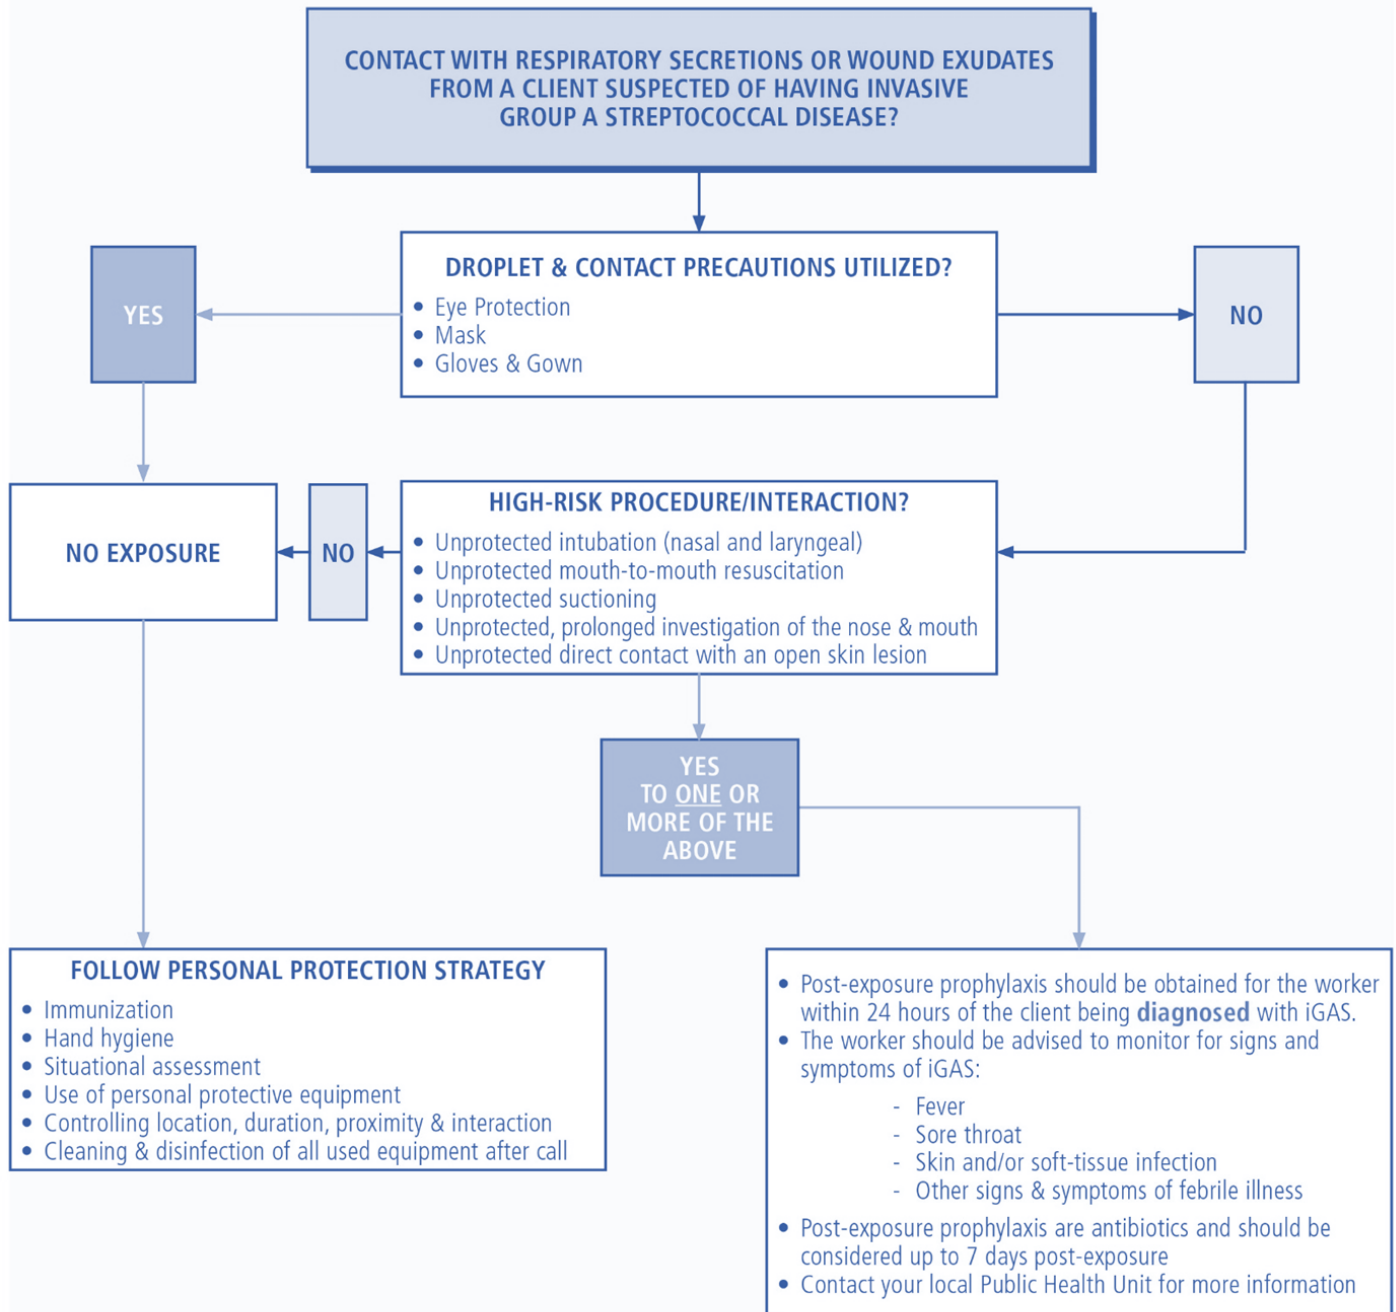 CONTACT WITH RESPIRATORY SECRETIONS OR WOUND EXUDATES
FROM A CLIENT SUSPECTED OF HAVING INVASIVE
GROUP A STREPTOCOCCAL DISEASE?
DROPLET & CONTACT PRECAUTIONS UTILIZED?
• Eye Protection
• Mask
• Gloves & Gown
YES
NO
NO EXPOSURE
NO
HIGH-RISK PROCEDURE/INTERACTION?
• Unprotected intubation (nasal and laryngeal)
• Unprotected mouth-to-mouth resuscitation
• Unprotected suctioning
• Unprotected, prolonged investigation of the nose & mouth
• Unprotected direct contact with an open skin lesion
YES
TO ONE OR
MORE OF THE
ABOVE
FOLLOW PERSONAL PROTECTION STRATEGY
• Immunization
• Hand hygiene
• Situational assessment
• Use of personal protective equipment
• Controlling location, duration, proximity & interaction
• Cleaning & disinfection of all used equipment after call
• Post-exposure prophylaxis should be obtained for the worker
within 24 hours of the client being diagnosed with iGAS.
• The worker should be advised to monitor for signs and
symptoms of iGAS:
- Fever
- Sore throat
- Skin and/or soft-tissue infection
- Other signs & symptoms of febrile illness
• Post-exposure prophylaxis are antibiotics and should be
considered up to 7 days post-exposure
• Contact your local Public Health Unit for more information